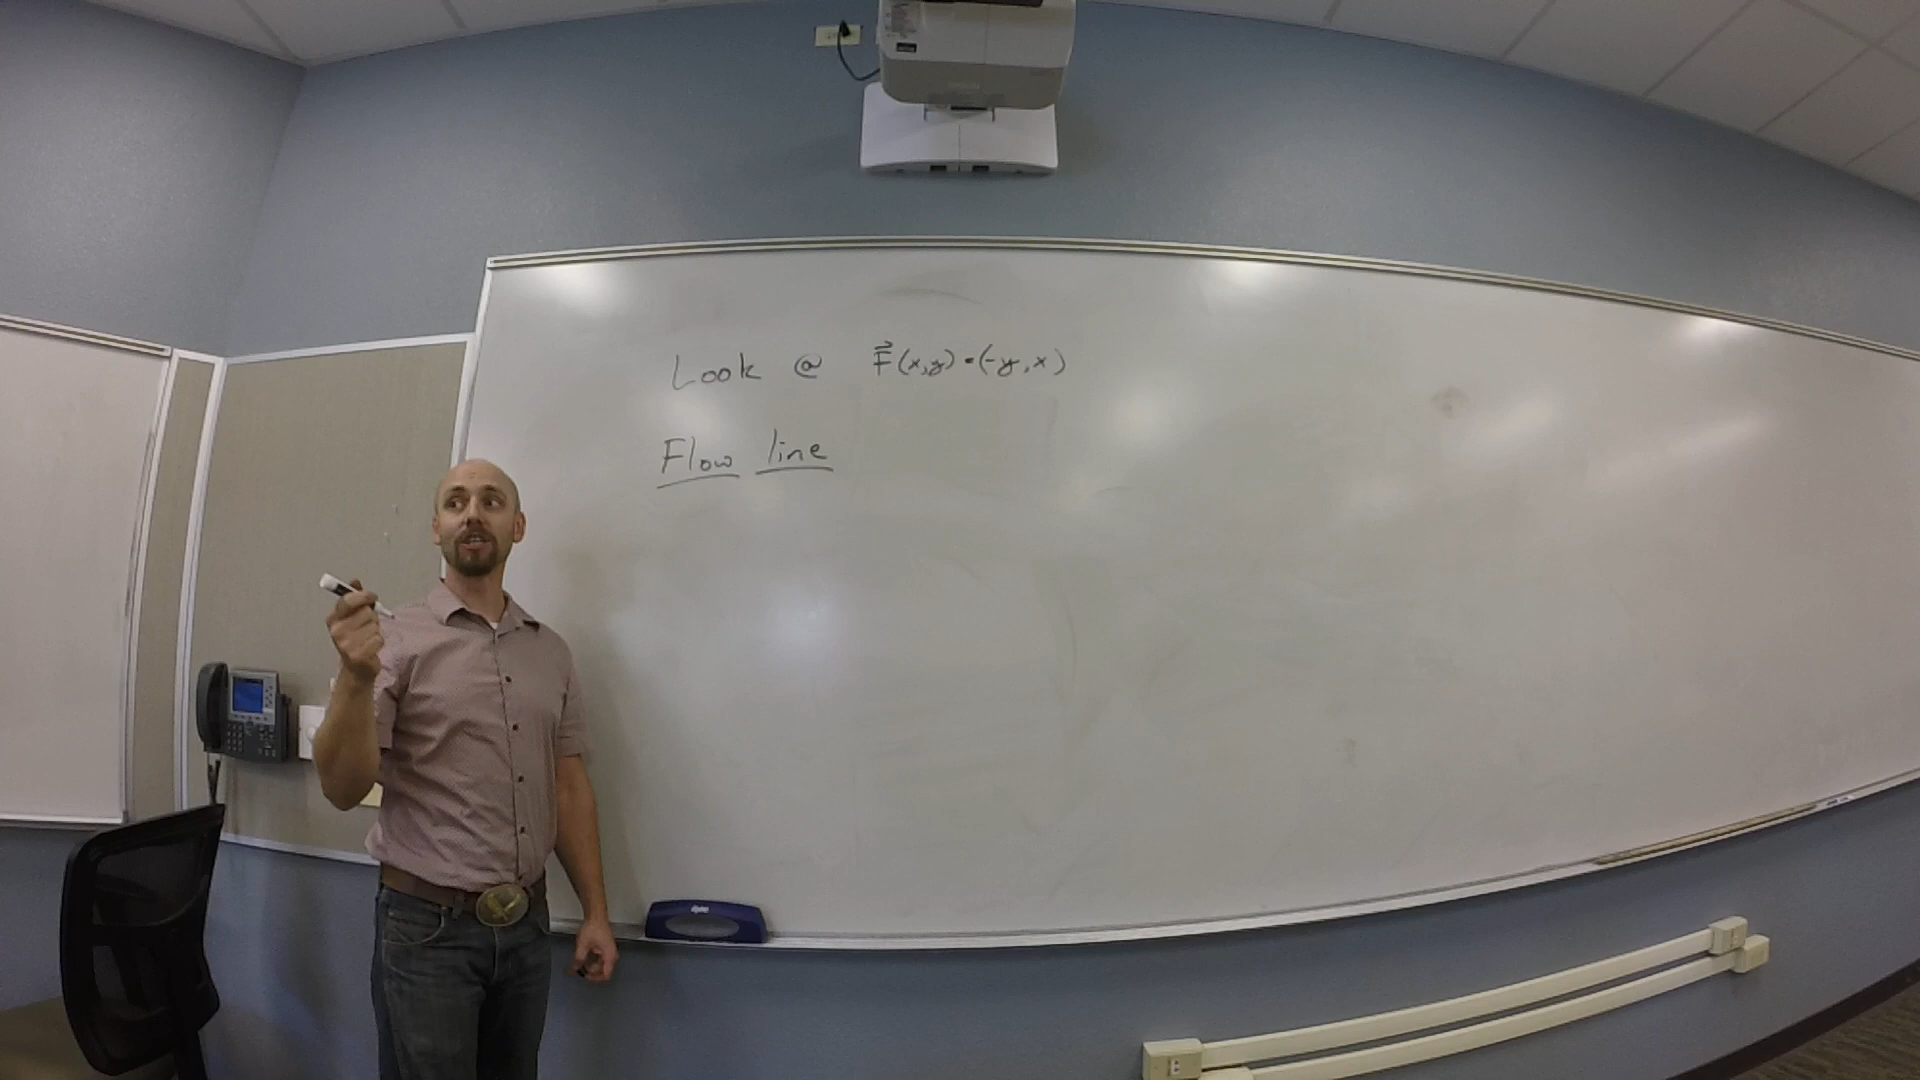 Look @ F⃗(x,y) = (-y,x)
Flow line